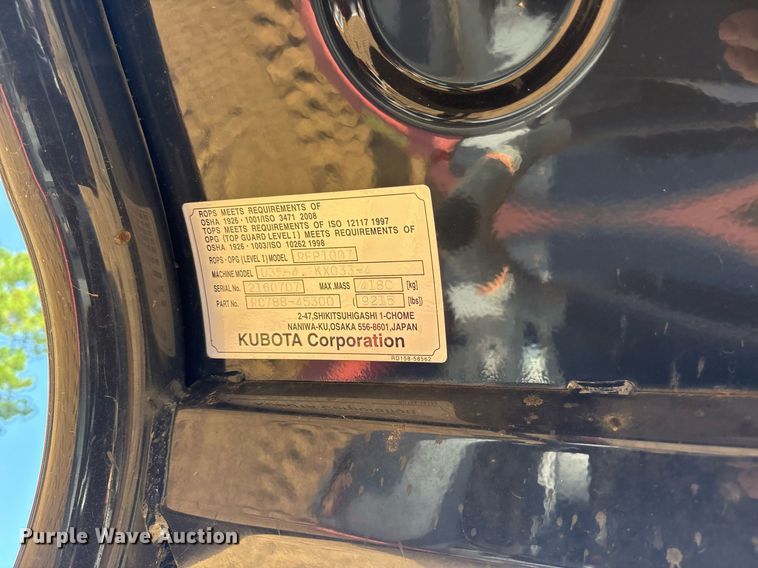 ROPS MEETS REQUIREMENTS OF
OSHA 1926 · 1001/ISO 3471 2008
TOPS MEETS REQUIREMENTS OF ISO 12117 1997
OPG (TOP GUARD LEVEL I) MEETS REQUIREMENTS OF
OSHA 1926 · 1003/ISO 10262 1998
ROPS · OPG (LEVEL I) MODEL
MACHINE MODEL U35-4, KX033-4
SERIAL NO. 2160707 MAX.MASS 4180 [kg]
PART NO. RC788-45300 (9215 [lbs])
2-47,SHIKITSUHIGASHI 1-CHOME
NANIWA-KU,OSAKA 556-8601,JAPAN
KUBOTA Corporation
RD158-58562
Purple Wave Auction